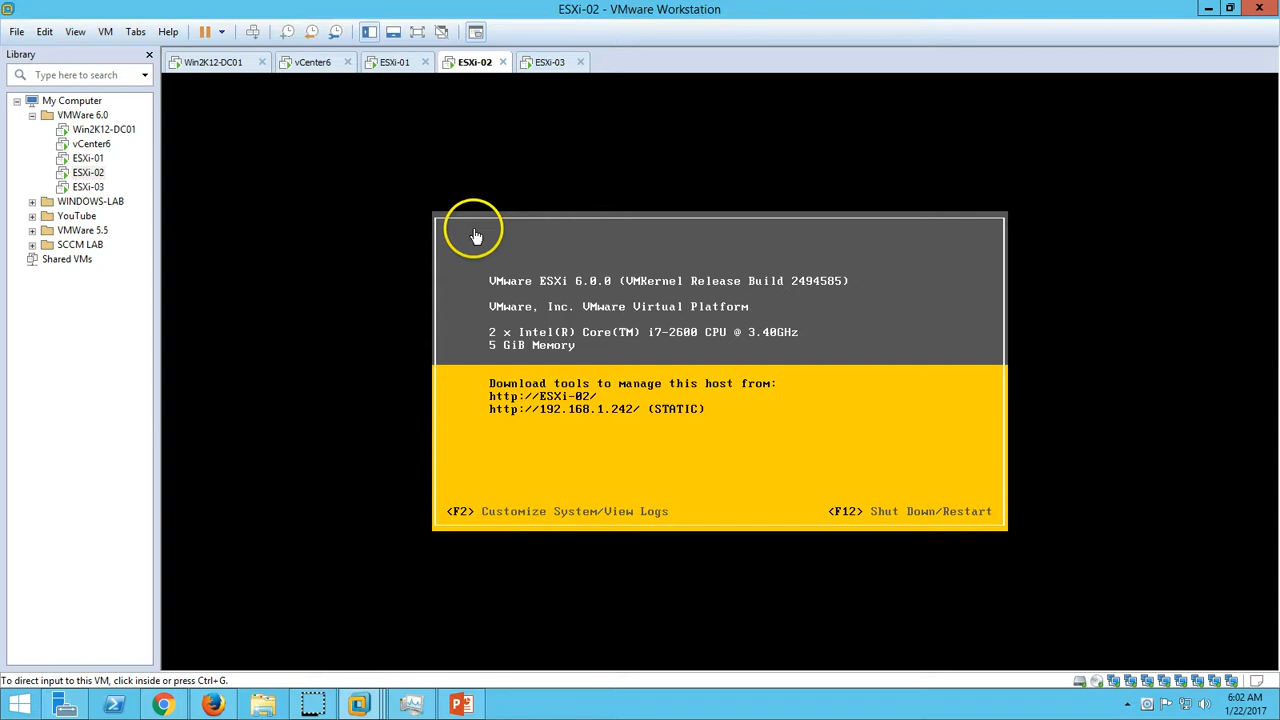 ESXi-02 - VMware Workstation
File Edit View VM Tabs Help
Library
Type here to search
My Computer
VMWare 6.0
Win2K12-DC01
vCenter6
ESXi-01
ESXi-02
ESXi-03
WINDOWS-LAB
YouTube
VMWare 5.5
SCCM LAB
Shared VMs
Win2K12-DC01 vCenter6 ESXi-01 ESXi-02 ESXi-03
VMware ESXi 6.0.0 (VMKernel Release Build 2494585)
VMware, Inc. VMware Virtual Platform
2 x Intel(R) Core(TM) i7-2600 CPU @ 3.40GHz
5 GiB Memory
Download tools to manage this host from:
http://ESXi-02/
http://192.168.1.242/ (STATIC)
<F2> Customize System/View Logs
<F12> Shut Down/Restart
To direct input to this VM, click inside or press Ctrl+G.
6:02 AM
1/22/2017